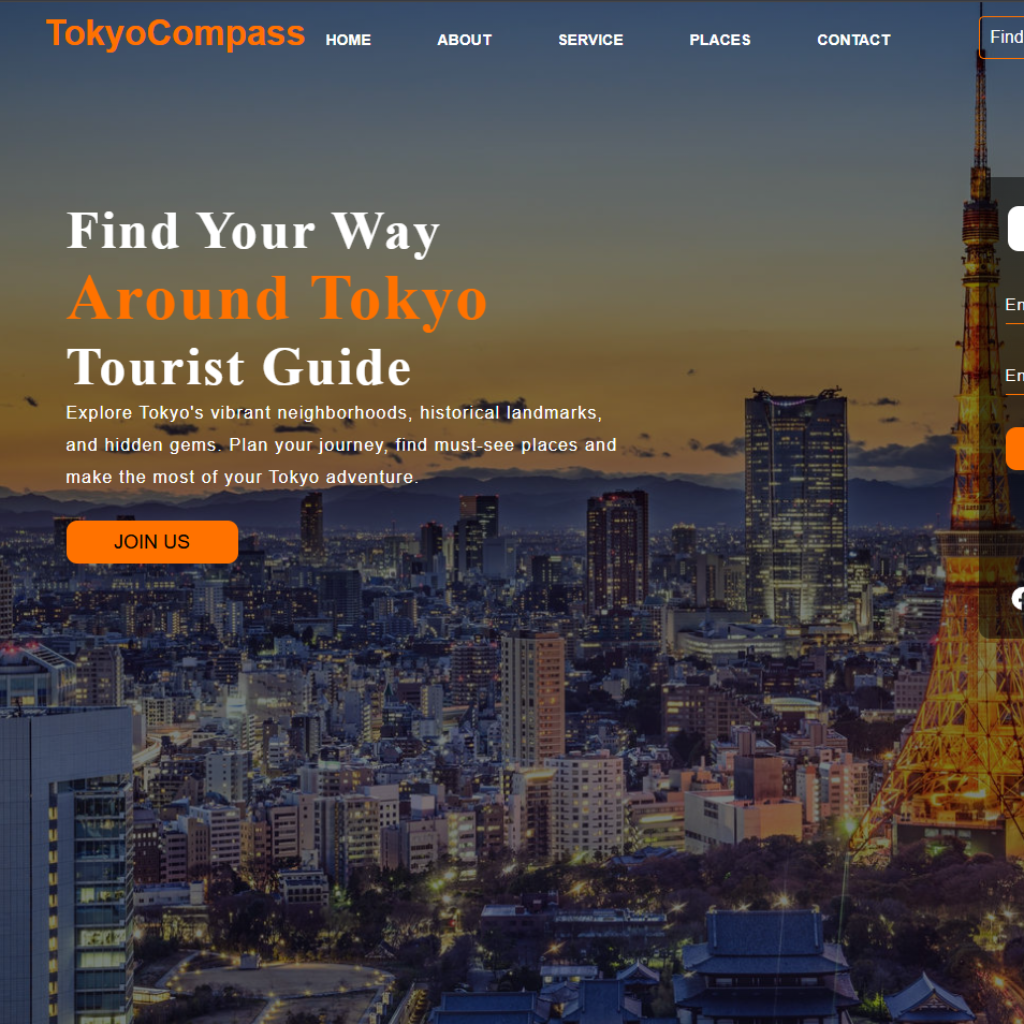 TokyoCompass HOME ABOUT SERVICE PLACES CONTACT Find
Find Your Way
Around Tokyo
Tourist Guide
Explore Tokyo's vibrant neighborhoods, historical landmarks,
and hidden gems. Plan your journey, find must-see places and
make the most of your Tokyo adventure.
JOIN US
En
En